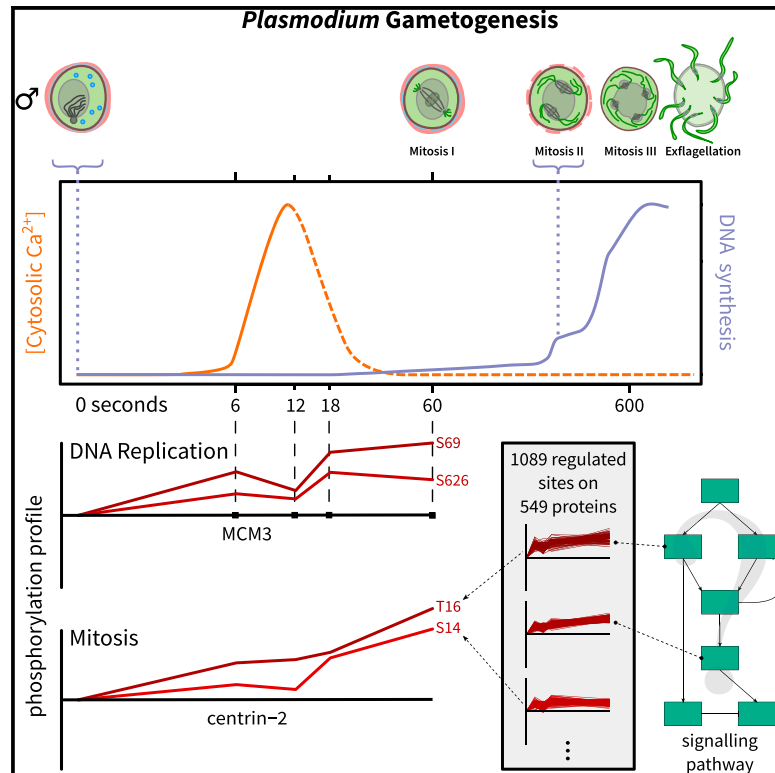 Plasmodium Gametogenesis
♂
Mitosis I
Mitosis II
Mitosis III
Exflagellation
[Cytosolic Ca²⁺]
DNA synthesis
0 seconds
6
12
18
60
600
phosphorylation profile
DNA Replication
S69
S626
MCM3
Mitosis
T16
S14
centrin−2
1089 regulated
sites on
549 proteins
?
signalling
pathway